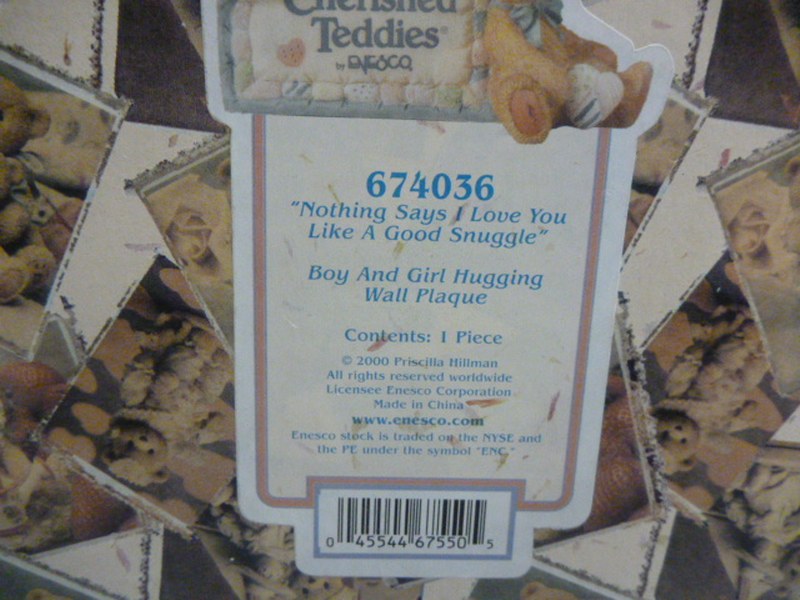 Cherished
Teddies®
by ENESCO
674036
"Nothing Says I Love You
Like A Good Snuggle"
Boy And Girl Hugging
Wall Plaque
Contents: 1 Piece
© 2000 Priscilla Hillman
All rights reserved worldwide
Licensee Enesco Corporation
Made in China
www.enesco.com
Enesco stock is traded on the NYSE and
the PE under the symbol "ENC."
0 45544 67550 5